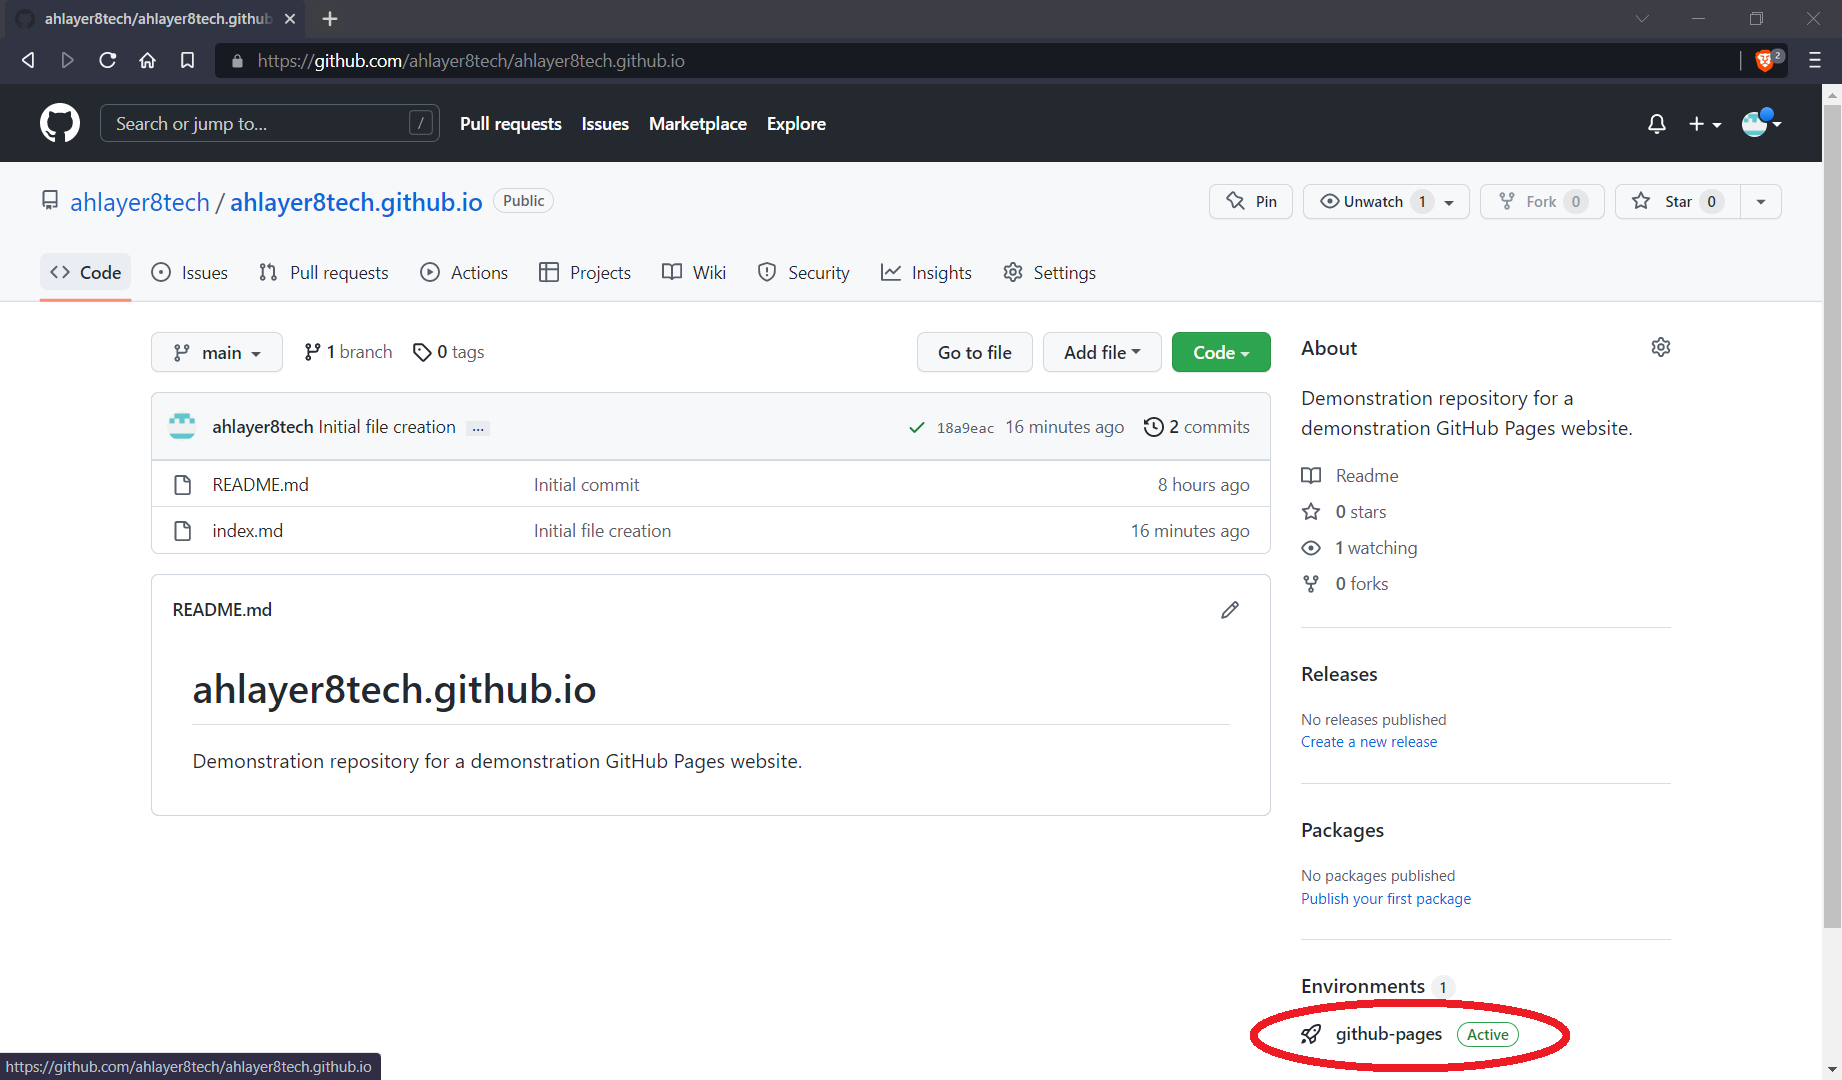 ahlayer8tech/ahlayer8tech.github
https://github.com/ahlayer8tech/ahlayer8tech.github.io
2
Search or jump to...
/
Pull requests
Issues
Marketplace
Explore
ahlayer8tech / ahlayer8tech.github.io
Public
Pin
Unwatch 1
Fork 0
Star 0
Code
Issues
Pull requests
Actions
Projects
Wiki
Security
Insights
Settings
main
1 branch
0 tags
Go to file
Add file
Code
ahlayer8tech Initial file creation ...
18a9eac 16 minutes ago
2 commits
README.md Initial commit 8 hours ago
index.md Initial file creation 16 minutes ago
README.md
ahlayer8tech.github.io
Demonstration repository for a demonstration GitHub Pages website.
About
Demonstration repository for a
demonstration GitHub Pages website.
Readme
0 stars
1 watching
0 forks
Releases
No releases published
Create a new release
Packages
No packages published
Publish your first package
Environments 1
github-pages Active
https://github.com/ahlayer8tech/ahlayer8tech.github.io